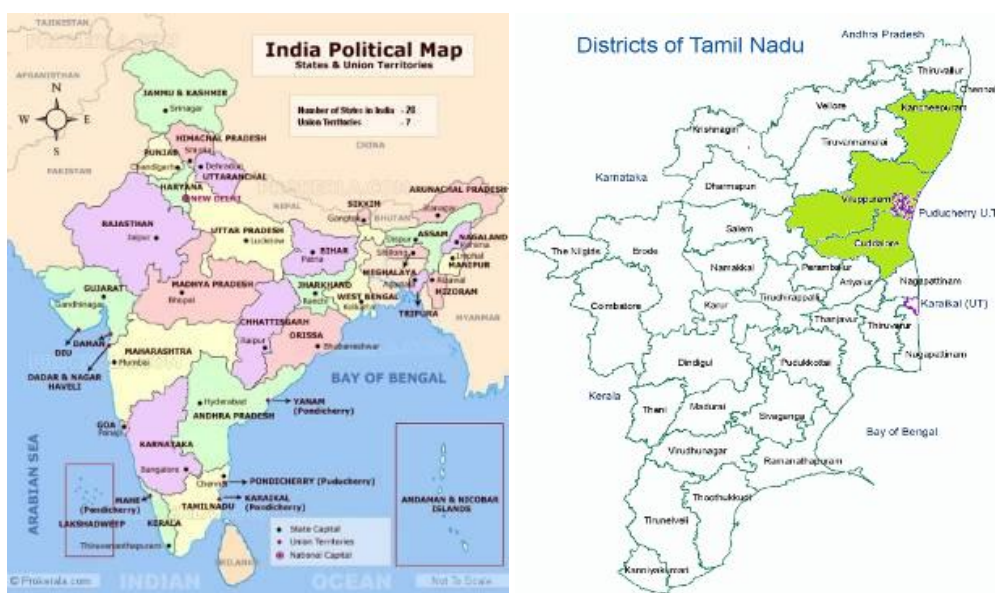 TAJIKISTAN
India Political Map
States & Union Territories
AFGHANISTAN
N
W
E
S
JAMMU & KASHMIR
Srinagar
Number of States in India - 28
Union Territories - 7
CHINA
HIMACHAL PRADESH
Shimla
PUNJAB
Chandigarh
Dehradun
UTTARANCHAL
PAKISTAN
HARYANA
NEW DELHI
ARUNACHAL PRADESH
Itanagar
NEPAL
SIKKIM
Gangtok
BHUTAN
RAJASTHAN
Jaipur
UTTAR PRADESH
Lucknow
ASSAM
Dispur
NAGALAND
Kohima
BIHAR
Patna
Shillong
Imphal
MANIPUR
MEGHALAYA
GUJARAT
Gandhinagar
MADHYA PRADESH
Bhopal
JHARKHAND
Ranchi
WEST BENGAL
Kolkata
Agartala
Aizawal
MIZORAM
TRIPURA
CHHATTISGARH
Raipur
ORISSA
Bhubaneshwar
MYANMAR
DIU
DAMAN
DADAR & NAGAR
HAVELI
MAHARASHTRA
Mumbai
BAY OF BENGAL
Hyderabad
ANDHRA PRADESH
YANAM
(Pondicherry)
GOA
Panaji
KARNATAKA
Bangalore
ARABIAN SEA
Chennai
PONDICHERRY (Puducherry)
MAHE
(Pondicherry)
TAMILNADU
KARAIKAL
(Pondicherry)
ANDAMAN & NICOBAR
ISLANDS
LAKSHADWEEP
KERALA
Thiruvananthapuram
State Capital
Union Territories
National Capital
SRILANKA
© Prokerala.com
INDIAN
OCEAN
Not To Scale
Districts of Tamil Nadu
Andhra Pradesh
Thiruvallur
Chennai
Kancheepuram
Vellore
Krishnagiri
Tiruvannamalai
Karnataka
Dharmapuri
Viluppuram
Puducherry U.T
Salem
Cuddalore
The Nilgiris
Erode
Namakkal
Perambalur
Ariyalur
Nagapattinam
Coimbatore
Karur
Tiruchirappalli
Karaikal (UT)
Thanjavur
Thiruvarur
Nagapattinam
Dindigul
Pudukkottai
Kerala
Theni
Madurai
Sivaganga
Bay of Bengal
Virudhunagar
Ramanathapuram
Thoothukkudi
Tirunelveli
Kanniyakumari